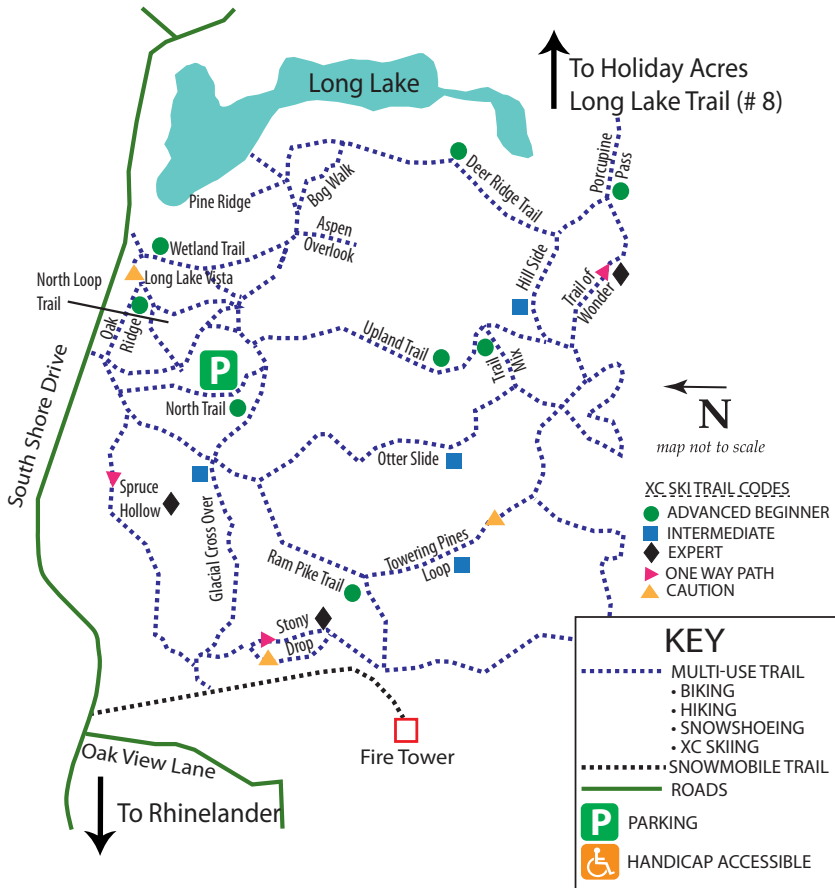 Long Lake
To Holiday Acres
Long Lake Trail (# 8)
Porcupine
Pass
Deer Ridge Trail
Bog Walk
Pine Ridge
Aspen
Overlook
Wetland Trail
Long Lake Vista
North Loop
Trail
Oak
Ridge
Hill Side
Trail of
Wonder
Upland Trail
Mix
Trail
P
North Trail
South Shore Drive
N
map not to scale
Otter Slide
Spruce
Hollow
Glacial Cross Over
Towering Pines
Loop
Ram Pike Trail
Stony
Drop
XC SKI TRAIL CODES
ADVANCED BEGINNER
INTERMEDIATE
EXPERT
ONE WAY PATH
CAUTION
Fire Tower
Oak View Lane
To Rhinelander
KEY
MULTI-USE TRAIL
• BIKING
• HIKING
• SNOWSHOEING
• XC SKIING
SNOWMOBILE TRAIL
ROADS
P PARKING
HANDICAP ACCESSIBLE